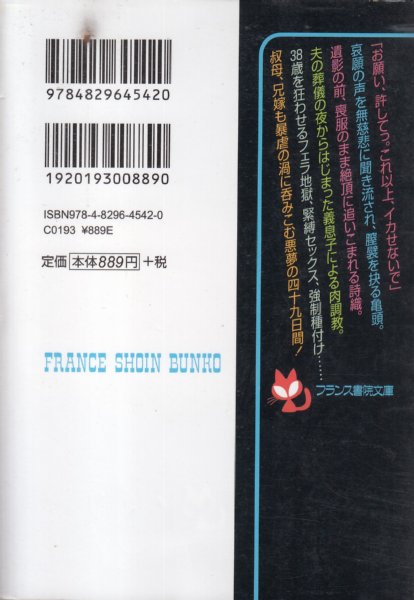 「お願い、許してっ。これ以上、イカせないで」
哀願の声を無慈悲に聞き流され、膣襞を抉る亀頭。
遺影の前、喪服のまま絶頂に追いこまれる詩織。
夫の葬儀の夜からはじまった義息子による肉調教。
38歳を狂わせるフェラ地獄、緊縛セックス、強制種付け……
叔母、兄嫁も暴虐の渦に呑みこむ悪夢の四十九日間!
フランス書院文庫
9784829645420
1920193008890
ISBN978-4-8296-4542-0
C0193 ¥889E
定価 本体889円 +税
FRANCE SHOIN BUNKO